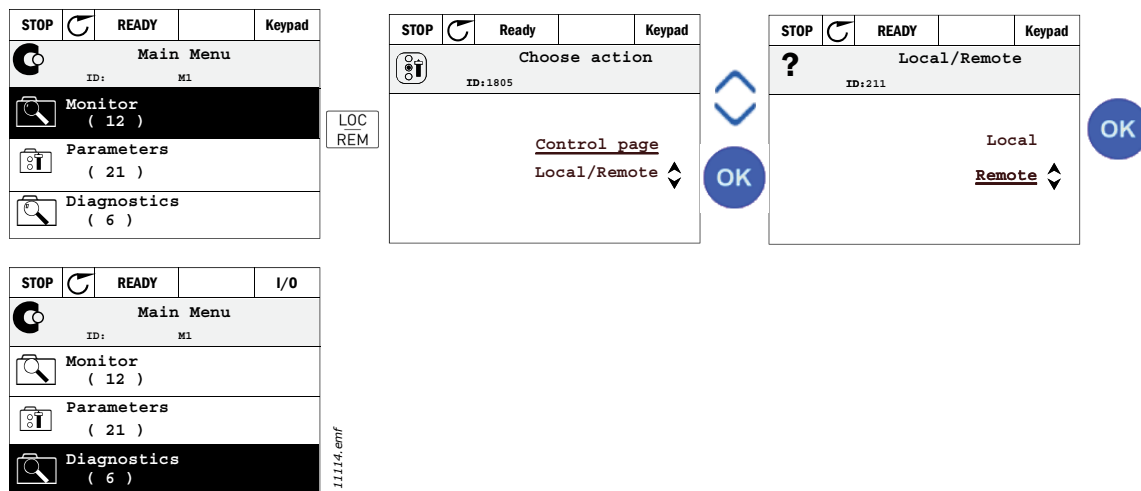 STOP READY Keypad
Main Menu
ID: M1
Monitor
( 12 )
Parameters
( 21 )
Diagnostics
( 6 )
LOC
REM
STOP Ready Keypad
Choose action
ID:1805
Control page
Local/Remote
OK
STOP READY Keypad
?
Local/Remote
ID:211
Local
Remote
OK
STOP READY I/O
Main Menu
ID: M1
Monitor
( 12 )
Parameters
( 21 )
Diagnostics
( 6 )
11114.emf